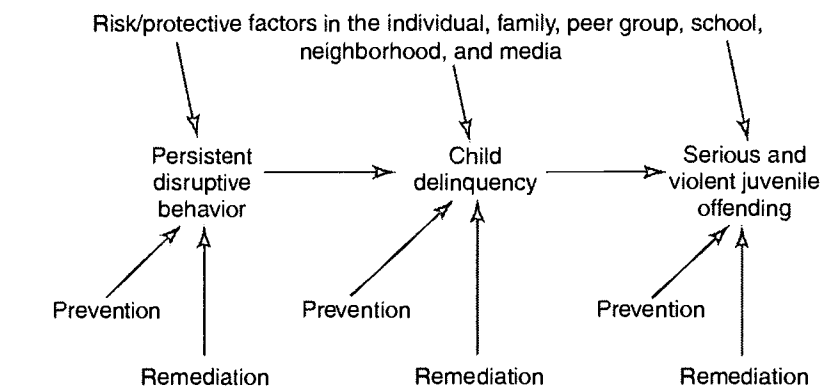 Risk/protective factors in the individual, family, peer group, school,
neighborhood, and media
Persistent
disruptive
behavior
Child
delinquency
Serious and
violent juvenile
offending
Prevention
Prevention
Prevention
Remediation
Remediation
Remediation